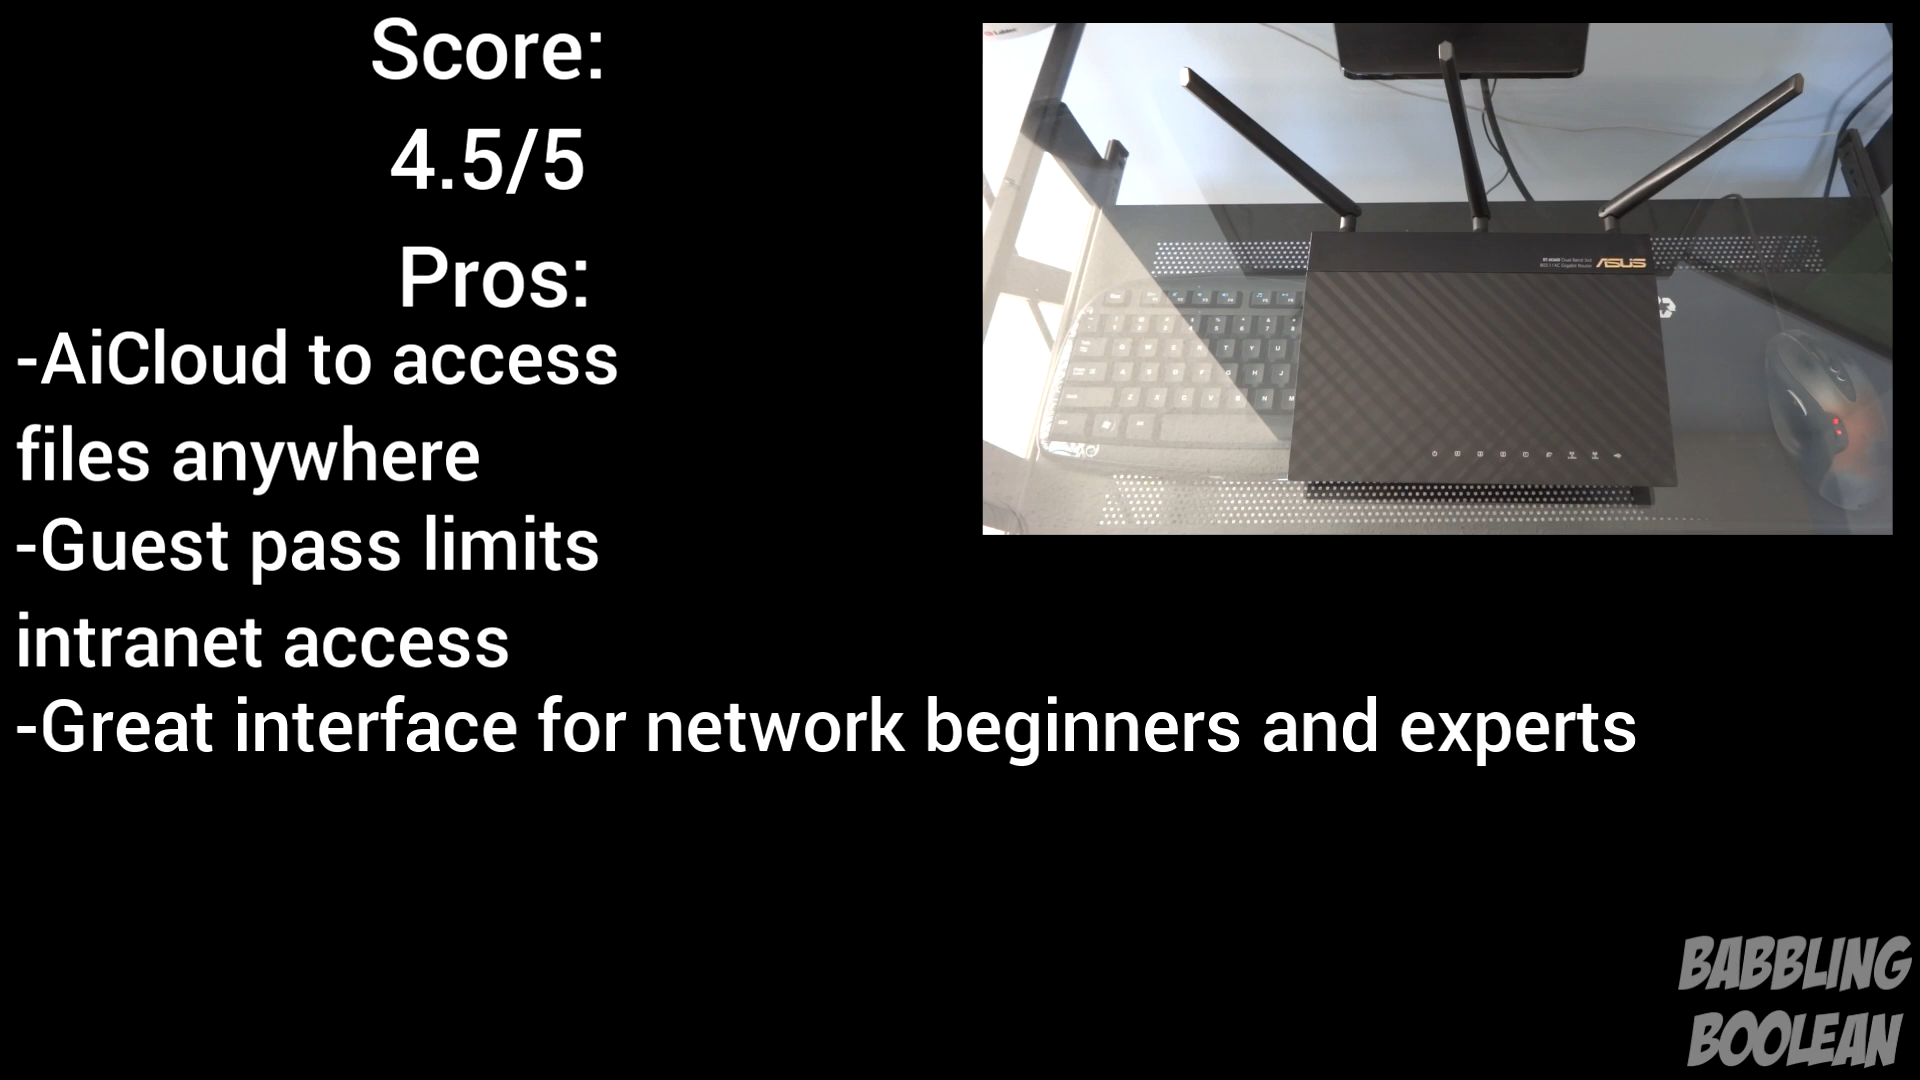 Score:
4.5/5
Pros:
-AiCloud to access
files anywhere
-Guest pass limits
intranet access
-Great interface for network beginners and experts
ASUS
BABBLING
BOOLEAN